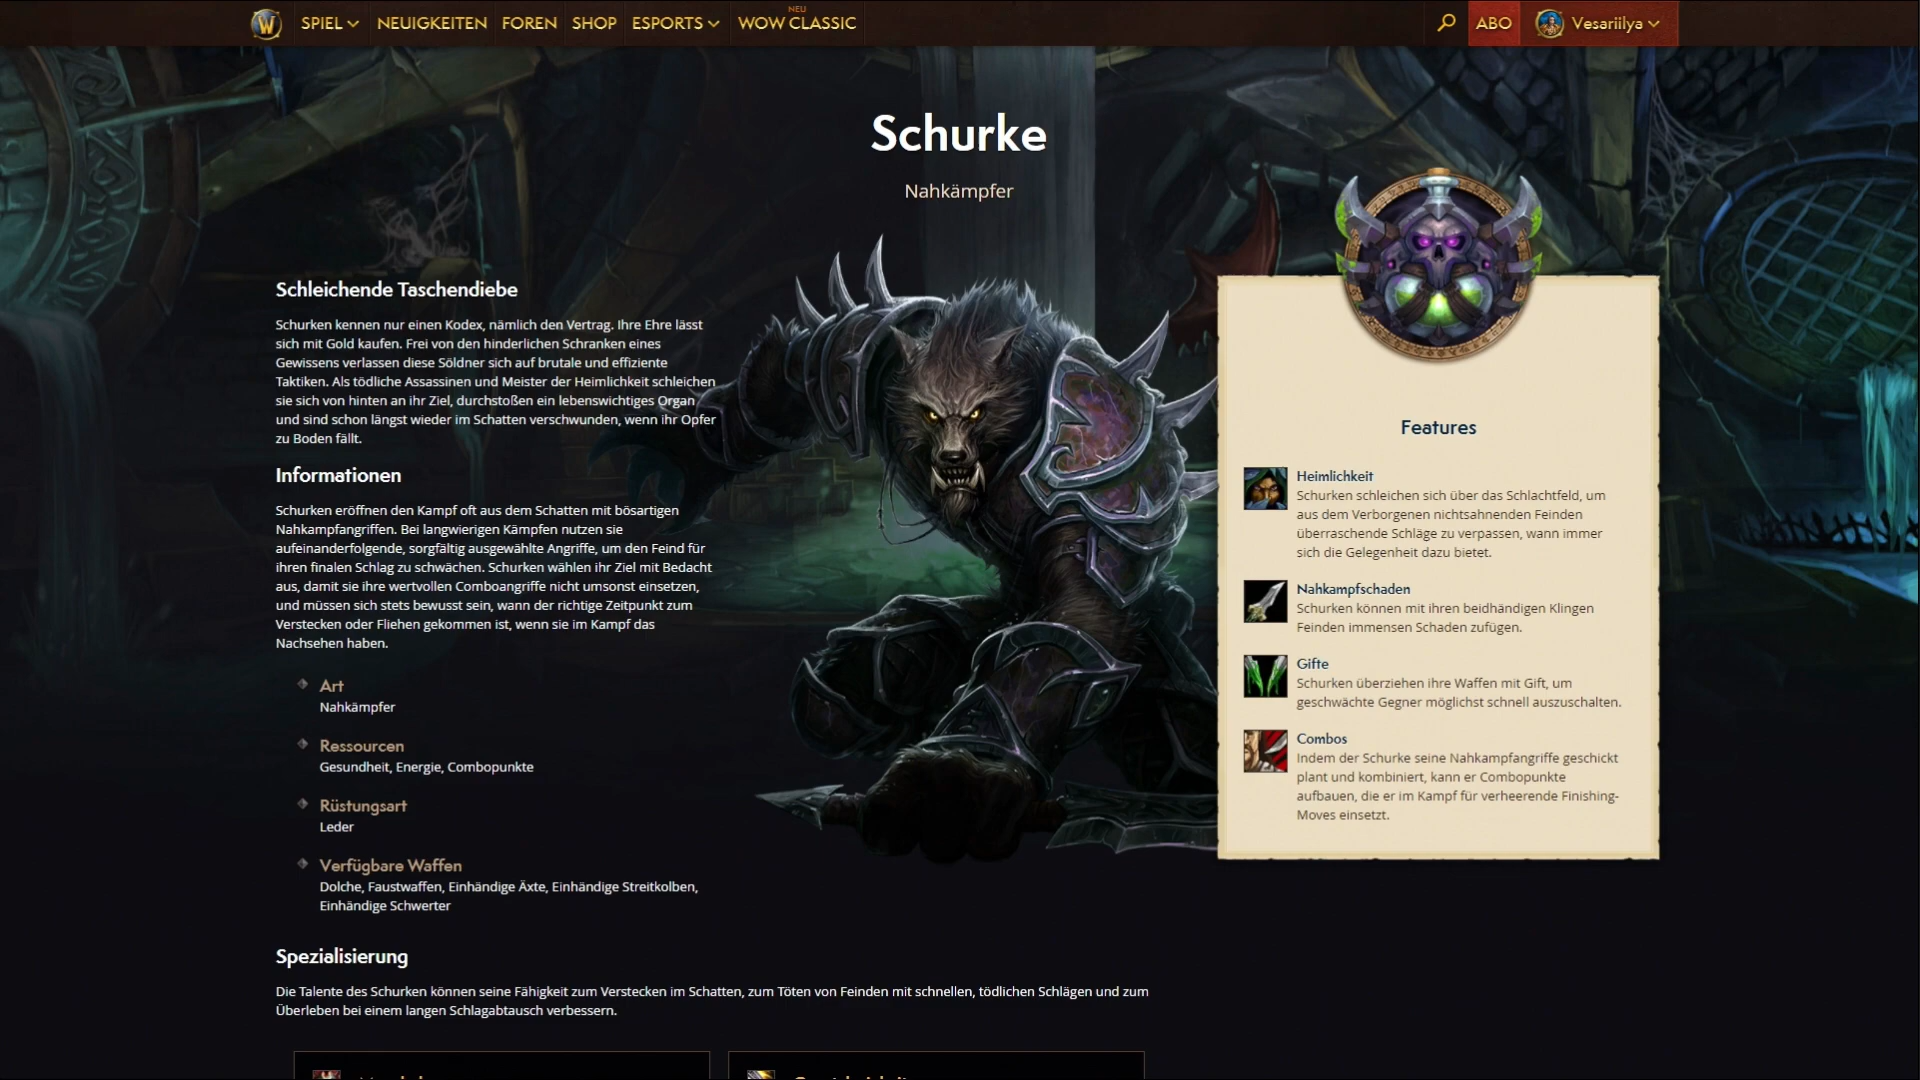 SPIEL
NEUIGKEITEN
FOREN
SHOP
ESPORTS
NEU
WOW CLASSIC
ABO
Vesariilya
Schurke
Nahkämpfer
Schleichende Taschendiebe
Schurken kennen nur einen Kodex, nämlich den Vertrag. Ihre Ehre lässt
sich mit Gold kaufen. Frei von den hinderlichen Schranken eines
Gewissens verlassen diese Söldner sich auf brutale und effiziente
Taktiken. Als tödliche Assassinen und Meister der Heimlichkeit schleichen
sie sich von hinten an ihr Ziel, durchstoßen ein lebenswichtiges Organ
und sind schon längst wieder im Schatten verschwunden, wenn ihr Opfer
zu Boden fällt.
Informationen
Schurken eröffnen den Kampf oft aus dem Schatten mit bösartigen
Nahkampfangriffen. Bei langwierigen Kämpfen nutzen sie
aufeinanderfolgende, sorgfältig ausgewählte Angriffe, um den Feind für
ihren finalen Schlag zu schwächen. Schurken wählen ihr Ziel mit Bedacht
aus, damit sie ihre wertvollen Comboangriffe nicht umsonst einsetzen,
und müssen sich stets bewusst sein, wann der richtige Zeitpunkt zum
Verstecken oder Fliehen gekommen ist, wenn sie im Kampf das
Nachsehen haben.
Art
Nahkämpfer
Ressourcen
Gesundheit, Energie, Combopunkte
Rüstungsart
Leder
Verfügbare Waffen
Dolche, Faustwaffen, Einhändige Äxte, Einhändige Streitkolben,
Einhändige Schwerter
Spezialisierung
Die Talente des Schurken können seine Fähigkeit zum Verstecken im Schatten, zum Töten von Feinden mit schnellen, tödlichen Schlägen und zum
Überleben bei einem langen Schlagabtausch verbessern.
Features
Heimlichkeit
Schurken schleichen sich über das Schlachtfeld, um
aus dem Verborgenen nichtsahnenden Feinden
überraschende Schläge zu verpassen, wann immer
sich die Gelegenheit dazu bietet.
Nahkampfschaden
Schurken können mit ihren beidhändigen Klingen
Feinden immensen Schaden zufügen.
Gifte
Schurken überziehen ihre Waffen mit Gift, um
geschwächte Gegner möglichst schnell auszuschalten.
Combos
Indem der Schurke seine Nahkampfangriffe geschickt
plant und kombiniert, kann er Combopunkte
aufbauen, die er im Kampf für verheerende Finishing-
Moves einsetzt.